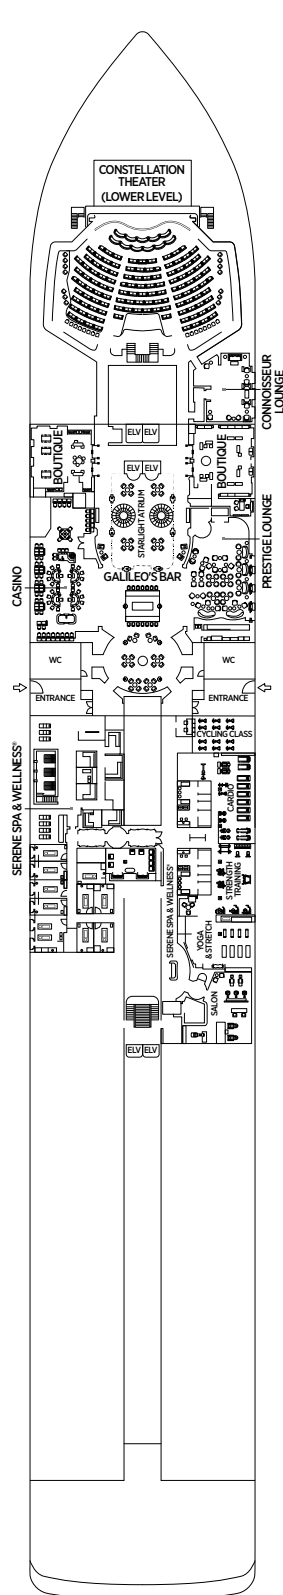 CONSTELLATION
THEATER
(LOWER LEVEL)
CONNOISSEUR
LOUNGE
ELV ELV
BOUTIQUE
BOUTIQUE
ELV ELV
STARLIGHT ATRIUM
PRESTIGE LOUNGE
CASINO
GALILEO'S BAR
WC
WC
ENTRANCE
ENTRANCE
CYCLING CLASS
SERENE SPA & WELLNESS®
CARDIO
STRENGTH
TRAINING
SERENE SPA & WELLNESS®
YOGA
& STRETCH
SALON
ELV ELV